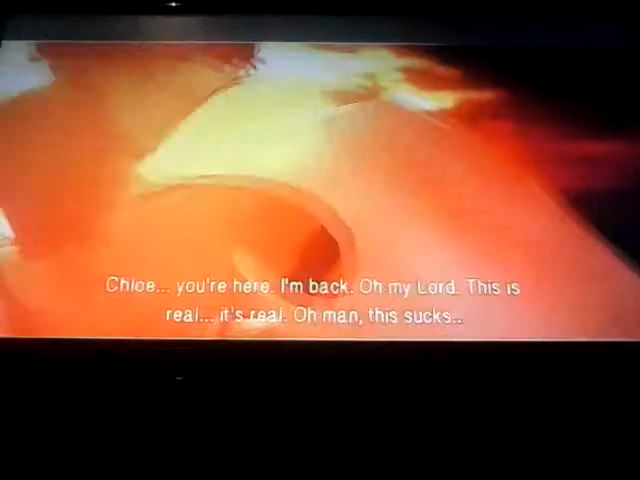 Chloe... you're here. I'm back. Oh my Lord. This is
real... it's real. Oh man, this sucks...